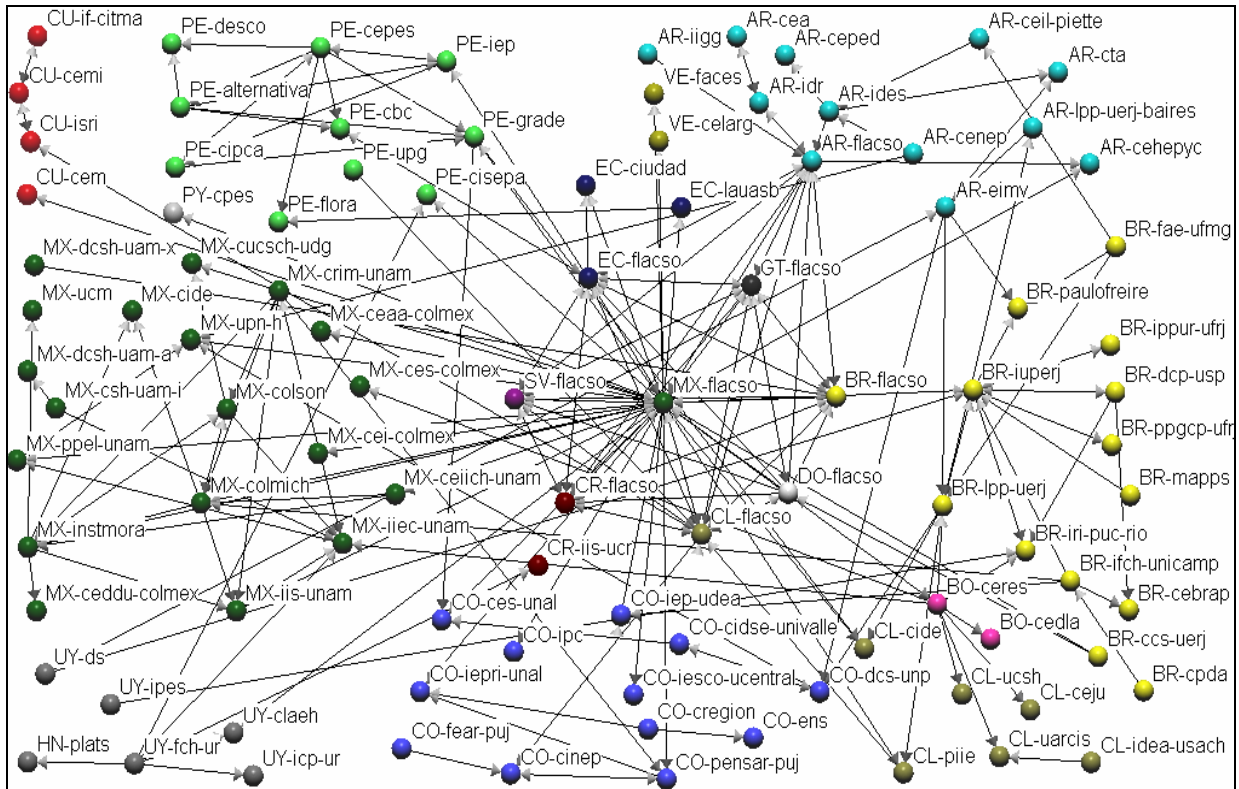 CU-if-citma
PE-desco
PE-cepes
PE-iep
AR-iigg
AR-cea
AR-ceped
AR-ceil-piette
AR-cta
CU-cemi
PE-alternativa
VE-faces
AR-idr
AR-ides
AR-lpp-uerj-baires
CU-isri
PE-cbc
PE-grade
VE-celarg
AR-flacso
AR-cenep
AR-cehepyc
PE-cipca
PE-upg
PE-cisepa
EC-ciudad
EC-lauasb
AR-eimv
CU-cem
PY-cpes
PE-flora
MX-dcsh-uam-x
MX-cucsch-udg
MX-crim-unam
EC-flacso
GT-flacso
BR-fae-ufmg
MX-ucm
MX-cide
MX-upn-h
MX-ceaa-colmex
BR-paulofreire
BR-ippur-ufrj
MX-dcsh-uam-a
MX-csh-uam-i
MX-colson
MX-ces-colmex
SV-flacso
MX-flacso
BR-flacso
BR-iuperj
BR-dcp-usp
MX-ppel-unam
MX-cei-colmex
BR-ppgcp-ufrj
MX-colmich
MX-ceiich-unam
CR-flacso
DO-flacso
BR-lpp-uerj
BR-mapps
MX-instmora
MX-iiec-unam
CR-iis-ucr
CL-flacso
BR-iri-puc-rio
BR-ifch-unicamp
MX-ceddu-colmex
MX-iis-unam
CO-ces-unal
CO-iep-udea
BO-ceres
BR-cebrap
UY-ds
CO-ipc
CO-cidse-univalle
CL-cide
BO-cedla
BR-ccs-uerj
UY-ipes
CO-iepri-unal
CO-iesco-ucentral
CO-dcs-unp
CL-ucsh
CL-ceju
BR-cpda
UY-claeh
CO-fear-puj
CO-cregion
CO-ens
HN-plats
UY-fch-ur
UY-icp-ur
CO-cinep
CO-pensar-puj
CL-piie
CL-uarcis
CL-idea-usach